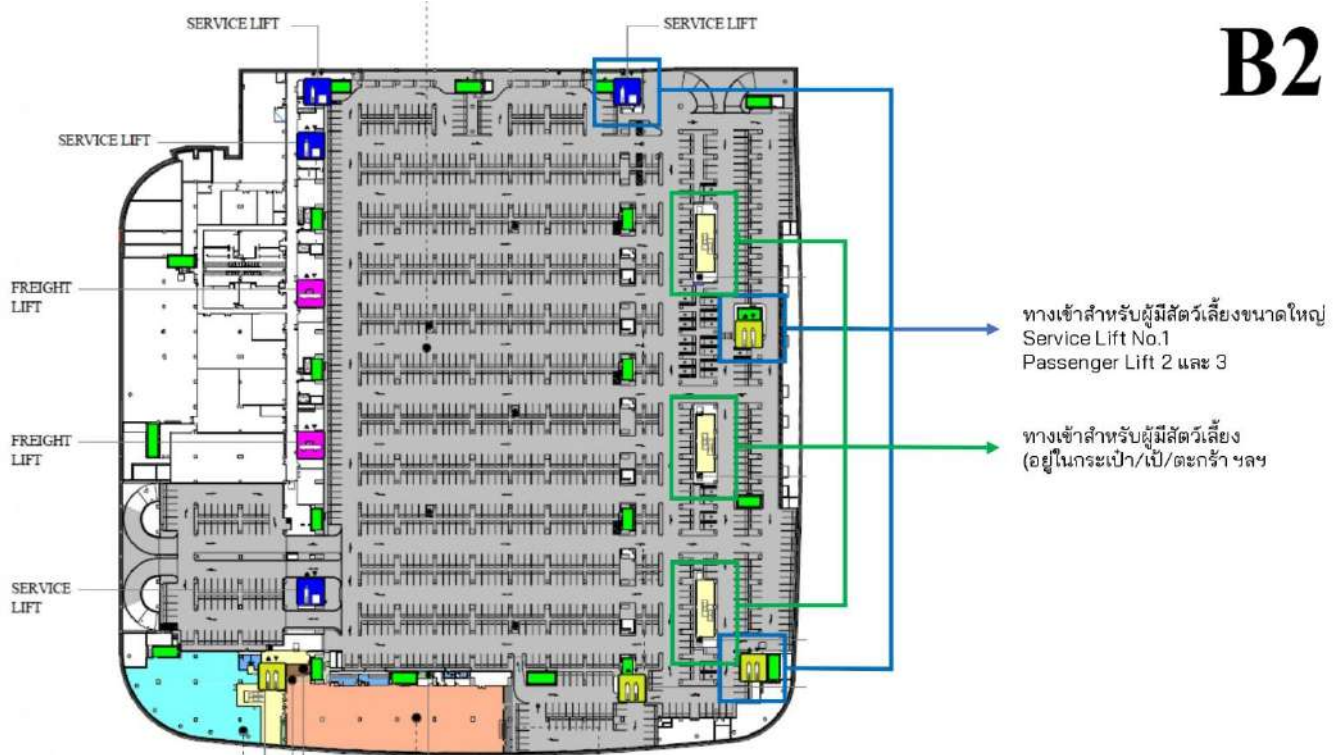 SERVICE LIFT
SERVICE LIFT
B2
SERVICE LIFT
FREIGHT
LIFT
ทางเข้าสำหรับผู้มีสัตว์เลี้ยงขนาดใหญ่
Service Lift No.1
Passenger Lift 2 และ 3
FREIGHT
LIFT
ทางเข้าสำหรับผู้มีสัตว์เลี้ยง
(อยู่ในกระเป๋า/เป้/ตะกร้า ฯลฯ
SERVICE
LIFT